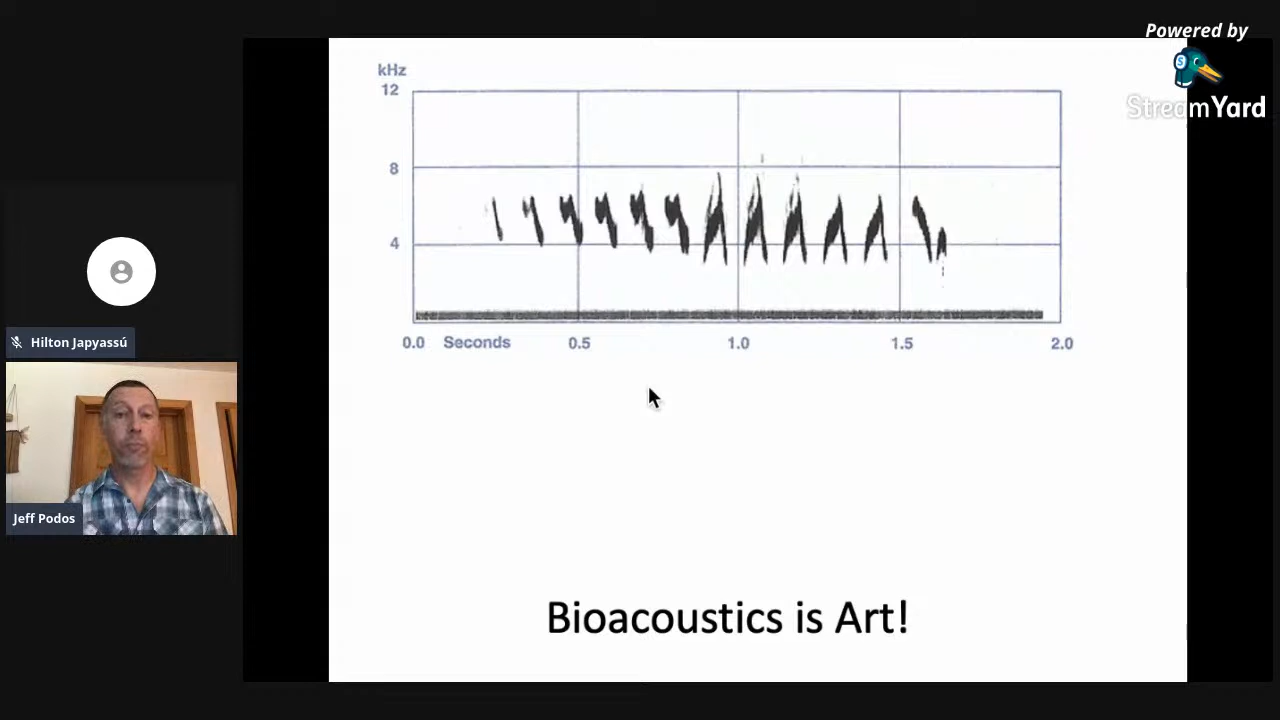 Powered by
StreamYard
kHz
12
8
4
0.0 Seconds 0.5 1.0 1.5 2.0
Hilton Japyassú
Jeff Podos
Bioacoustics is Art!